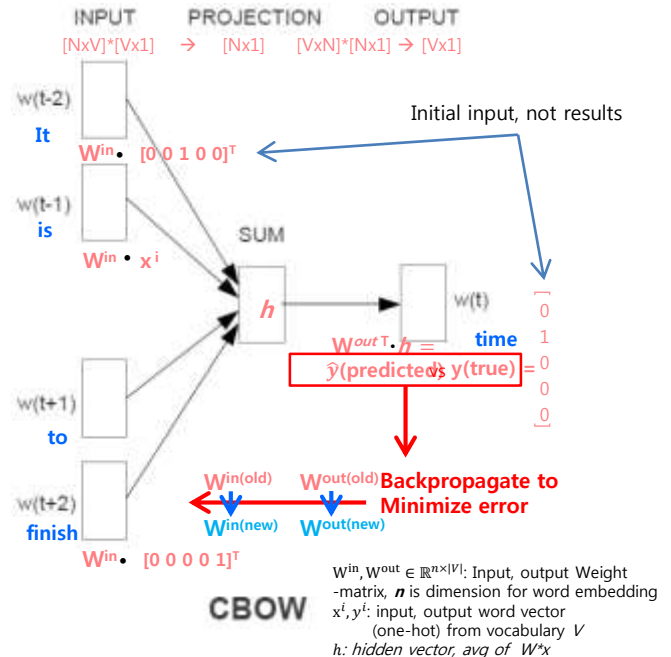 INPUT PROJECTION OUTPUT
[NxV]*[Vx1] → [Nx1] [VxN]*[Nx1] → [Vx1]
w(t-2)
It
Wⁱⁿ• [0 0 1 0 0]ᵀ
Initial input, not results
w(t-1)
is
Wⁱⁿ • xⁱ
SUM
h
w(t)
time
[0 1 0 0 0]
Wᵒᵘᵗ ᵀ•h =
ŷ(predicted) vs y(true) =
w(t+1)
to
w(t+2)
finish
Wⁱⁿ• [0 0 0 0 1]ᵀ
Wⁱⁿ⁽ᵒˡᵈ⁾ Wᵒᵘᵗ⁽ᵒˡᵈ⁾
Wⁱⁿ⁽ⁿᵉʷ⁾ Wᵒᵘᵗ⁽ⁿᵉʷ⁾
Backpropagate to
Minimize error
CBOW
Wⁱⁿ, Wᵒᵘᵗ ∈ ℝⁿˣ|ⱽ|: Input, output Weight
-matrix, n is dimension for word embedding
xⁱ, yⁱ: input, output word vector
(one-hot) from vocabulary V
h: hidden vector, avg of W*x